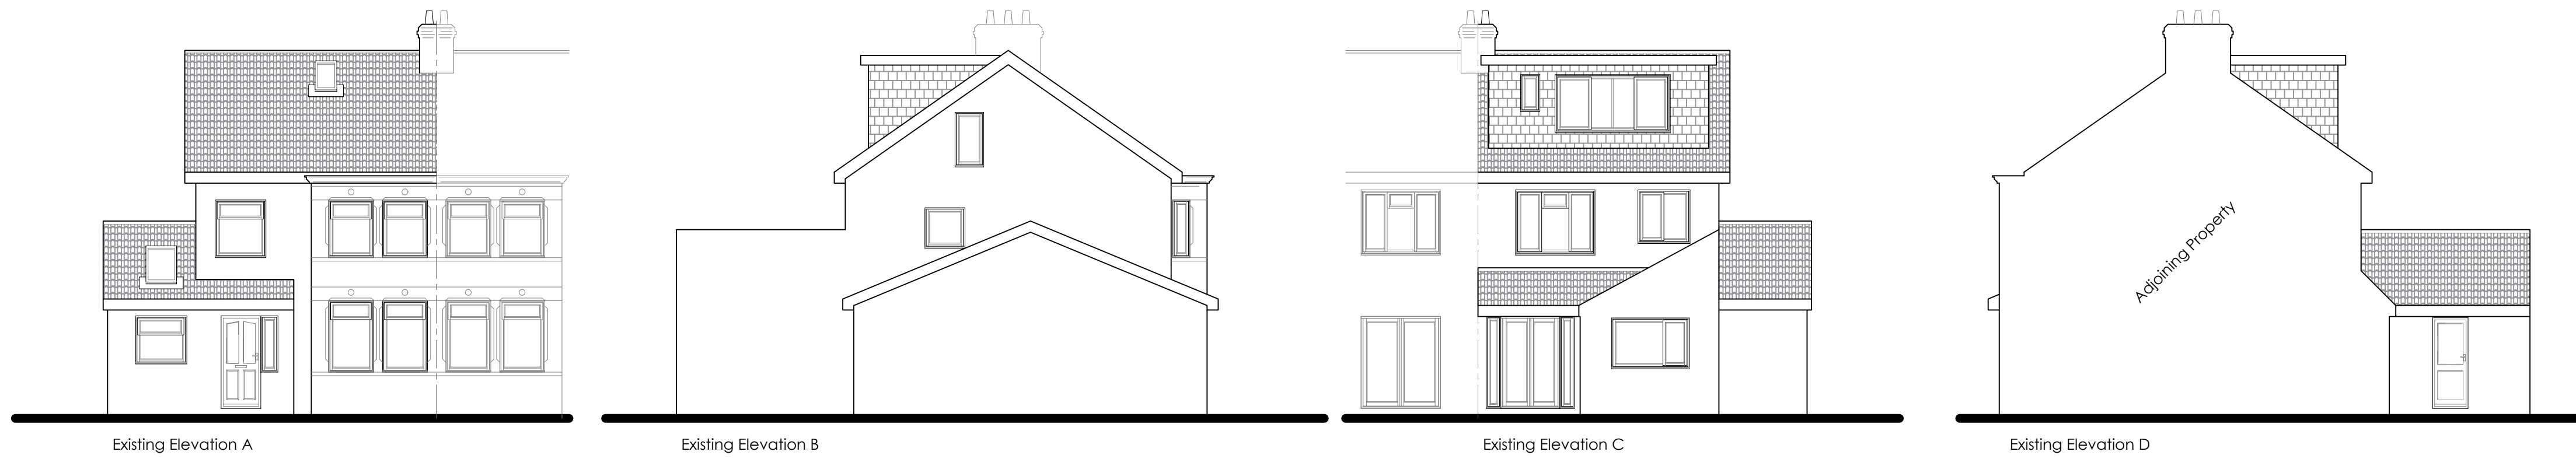 Adjoining Property
Existing Elevation A
Existing Elevation B
Existing Elevation C
Existing Elevation D